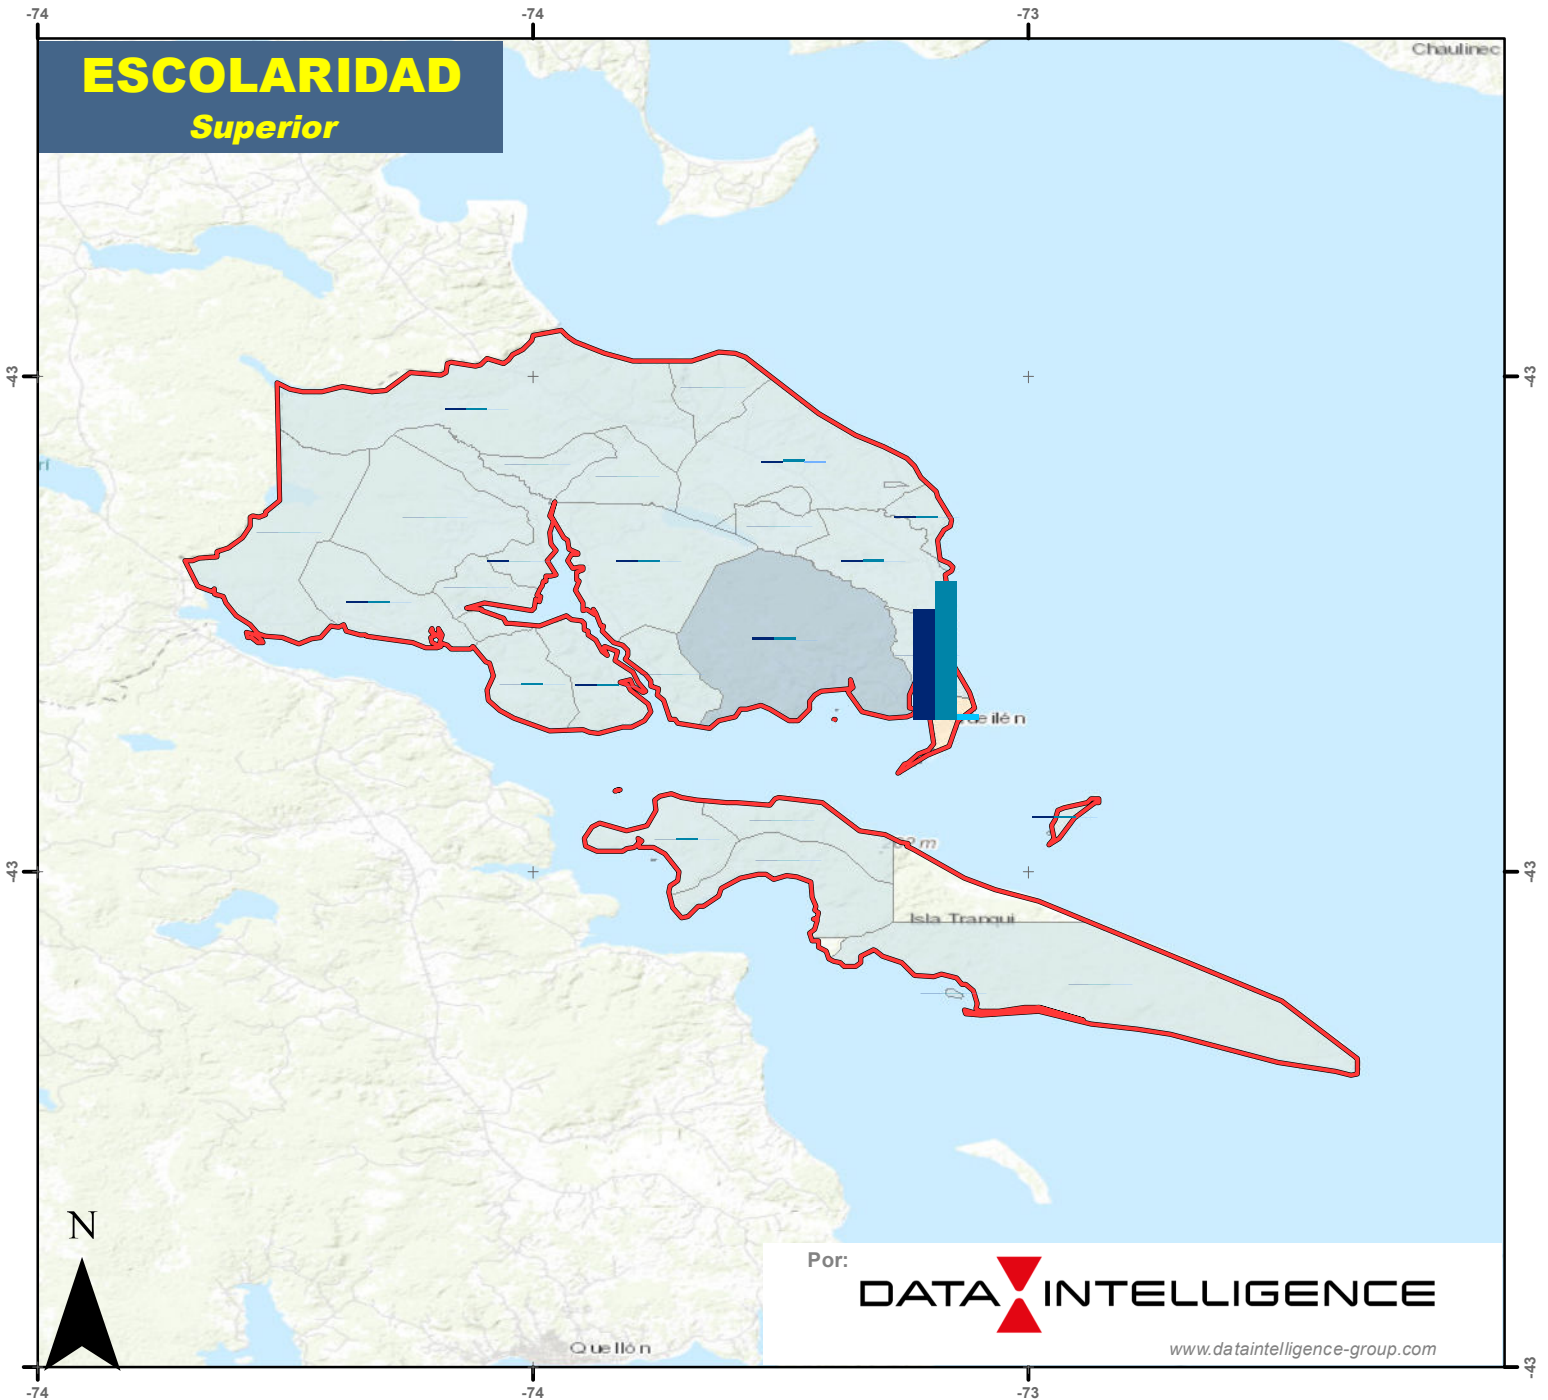 -74
-74
-73
ESCOLARIDAD
Superior
Chaulinec
-43
-43
Isla Tranqui
-43
-43
N
Por:
DATA INTELLIGENCE
www.dataintelligence-group.com
Quellón
-43
-74
-74
-73